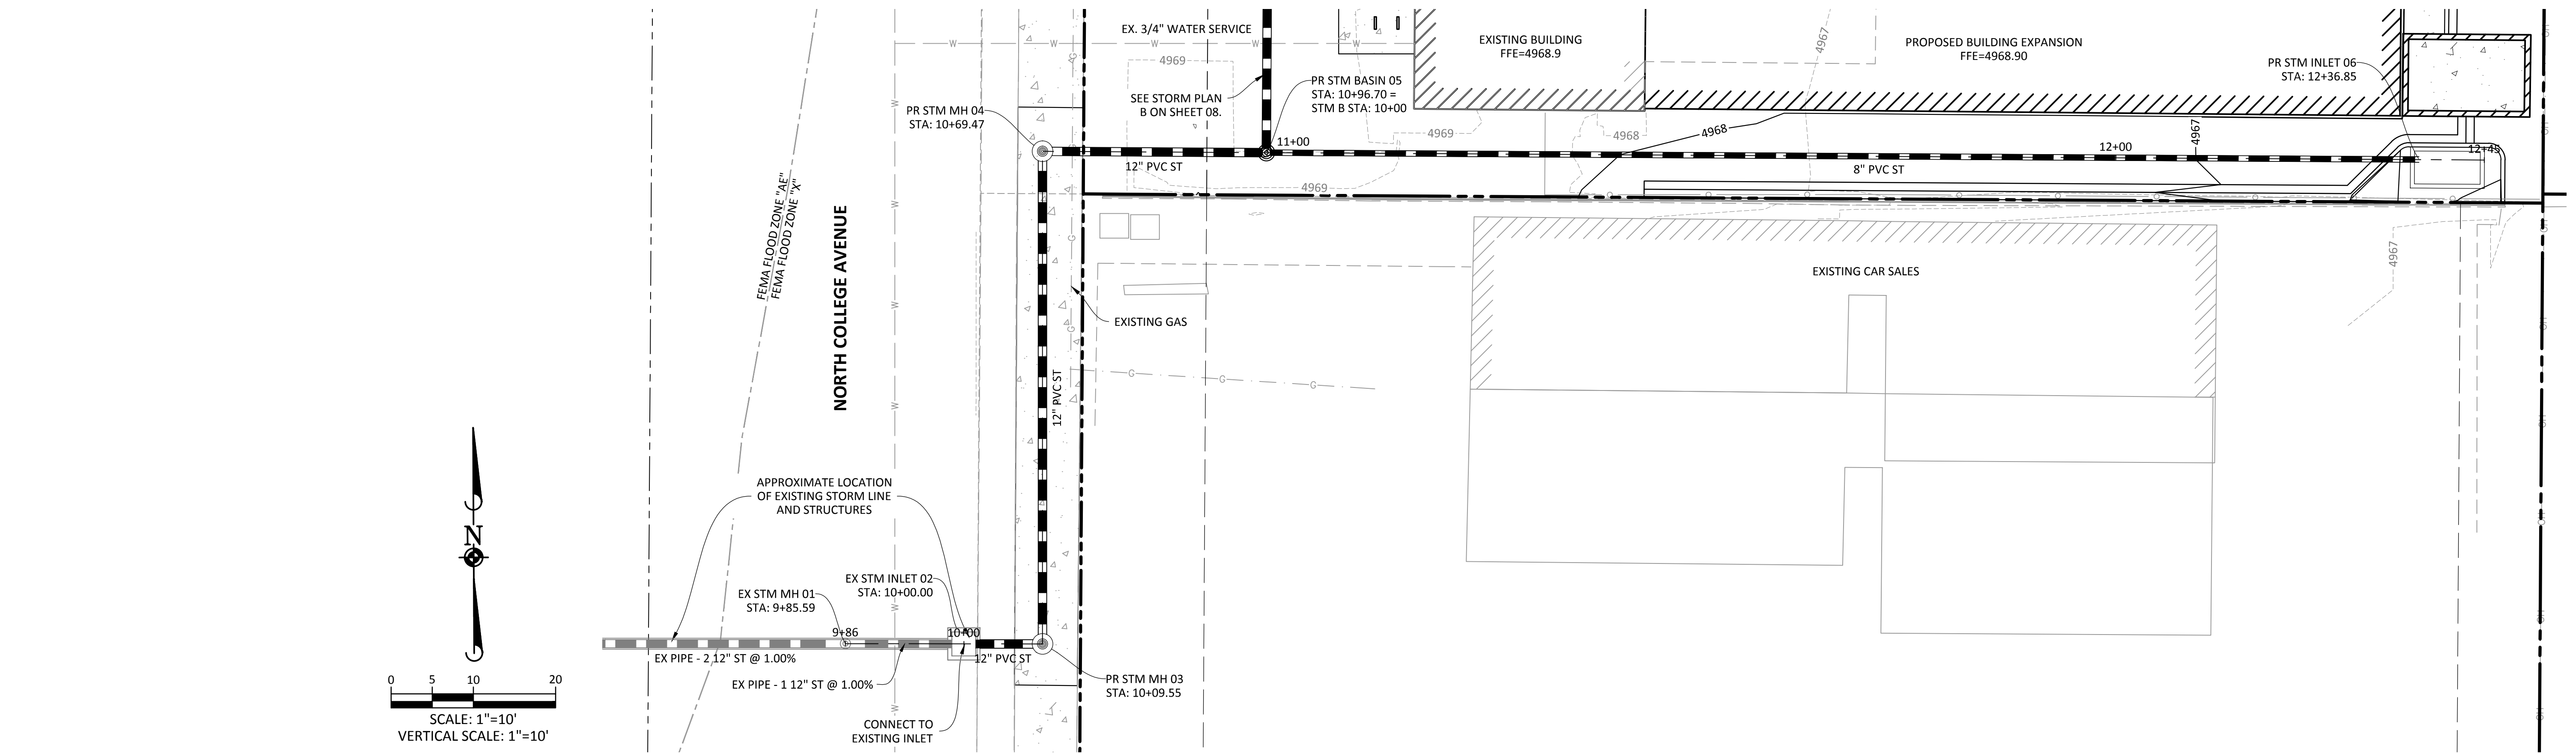 EX. 3/4" WATER SERVICE
W
W
W
W
W
G
4969
SEE STORM PLAN
B ON SHEET 08.
PR STM BASIN 05
STA: 10+96.70 =
STM B STA: 10+00
EXISTING BUILDING
FFE=4968.9
4967
PROPOSED BUILDING EXPANSION
FFE=4968.90
PR STM INLET 06
STA: 12+36.85
PR STM MH 04
STA: 10+69.47
11+00
12" PVC ST
4969
4968
4968
4967
12+00
8" PVC ST
12+45
4969
FEMA FLOOD ZONE "AE"
FEMA FLOOD ZONE "X"
NORTH COLLEGE AVENUE
W
W
W
G
G
EXISTING GAS
EXISTING CAR SALES
4967
G
G
G
12" PVC ST
APPROXIMATE LOCATION
OF EXISTING STORM LINE
AND STRUCTURES
N
EX STM INLET 02
STA: 10+00.00
EX STM MH 01
STA: 9+85.59
W
9+86
10+00
EX PIPE - 2 12" ST @ 1.00%
12" PVC ST
EX PIPE - 1 12" ST @ 1.00%
PR STM MH 03
STA: 10+09.55
W
CONNECT TO
EXISTING INLET
0 5 10 20
SCALE: 1"=10'
VERTICAL SCALE: 1"=10'